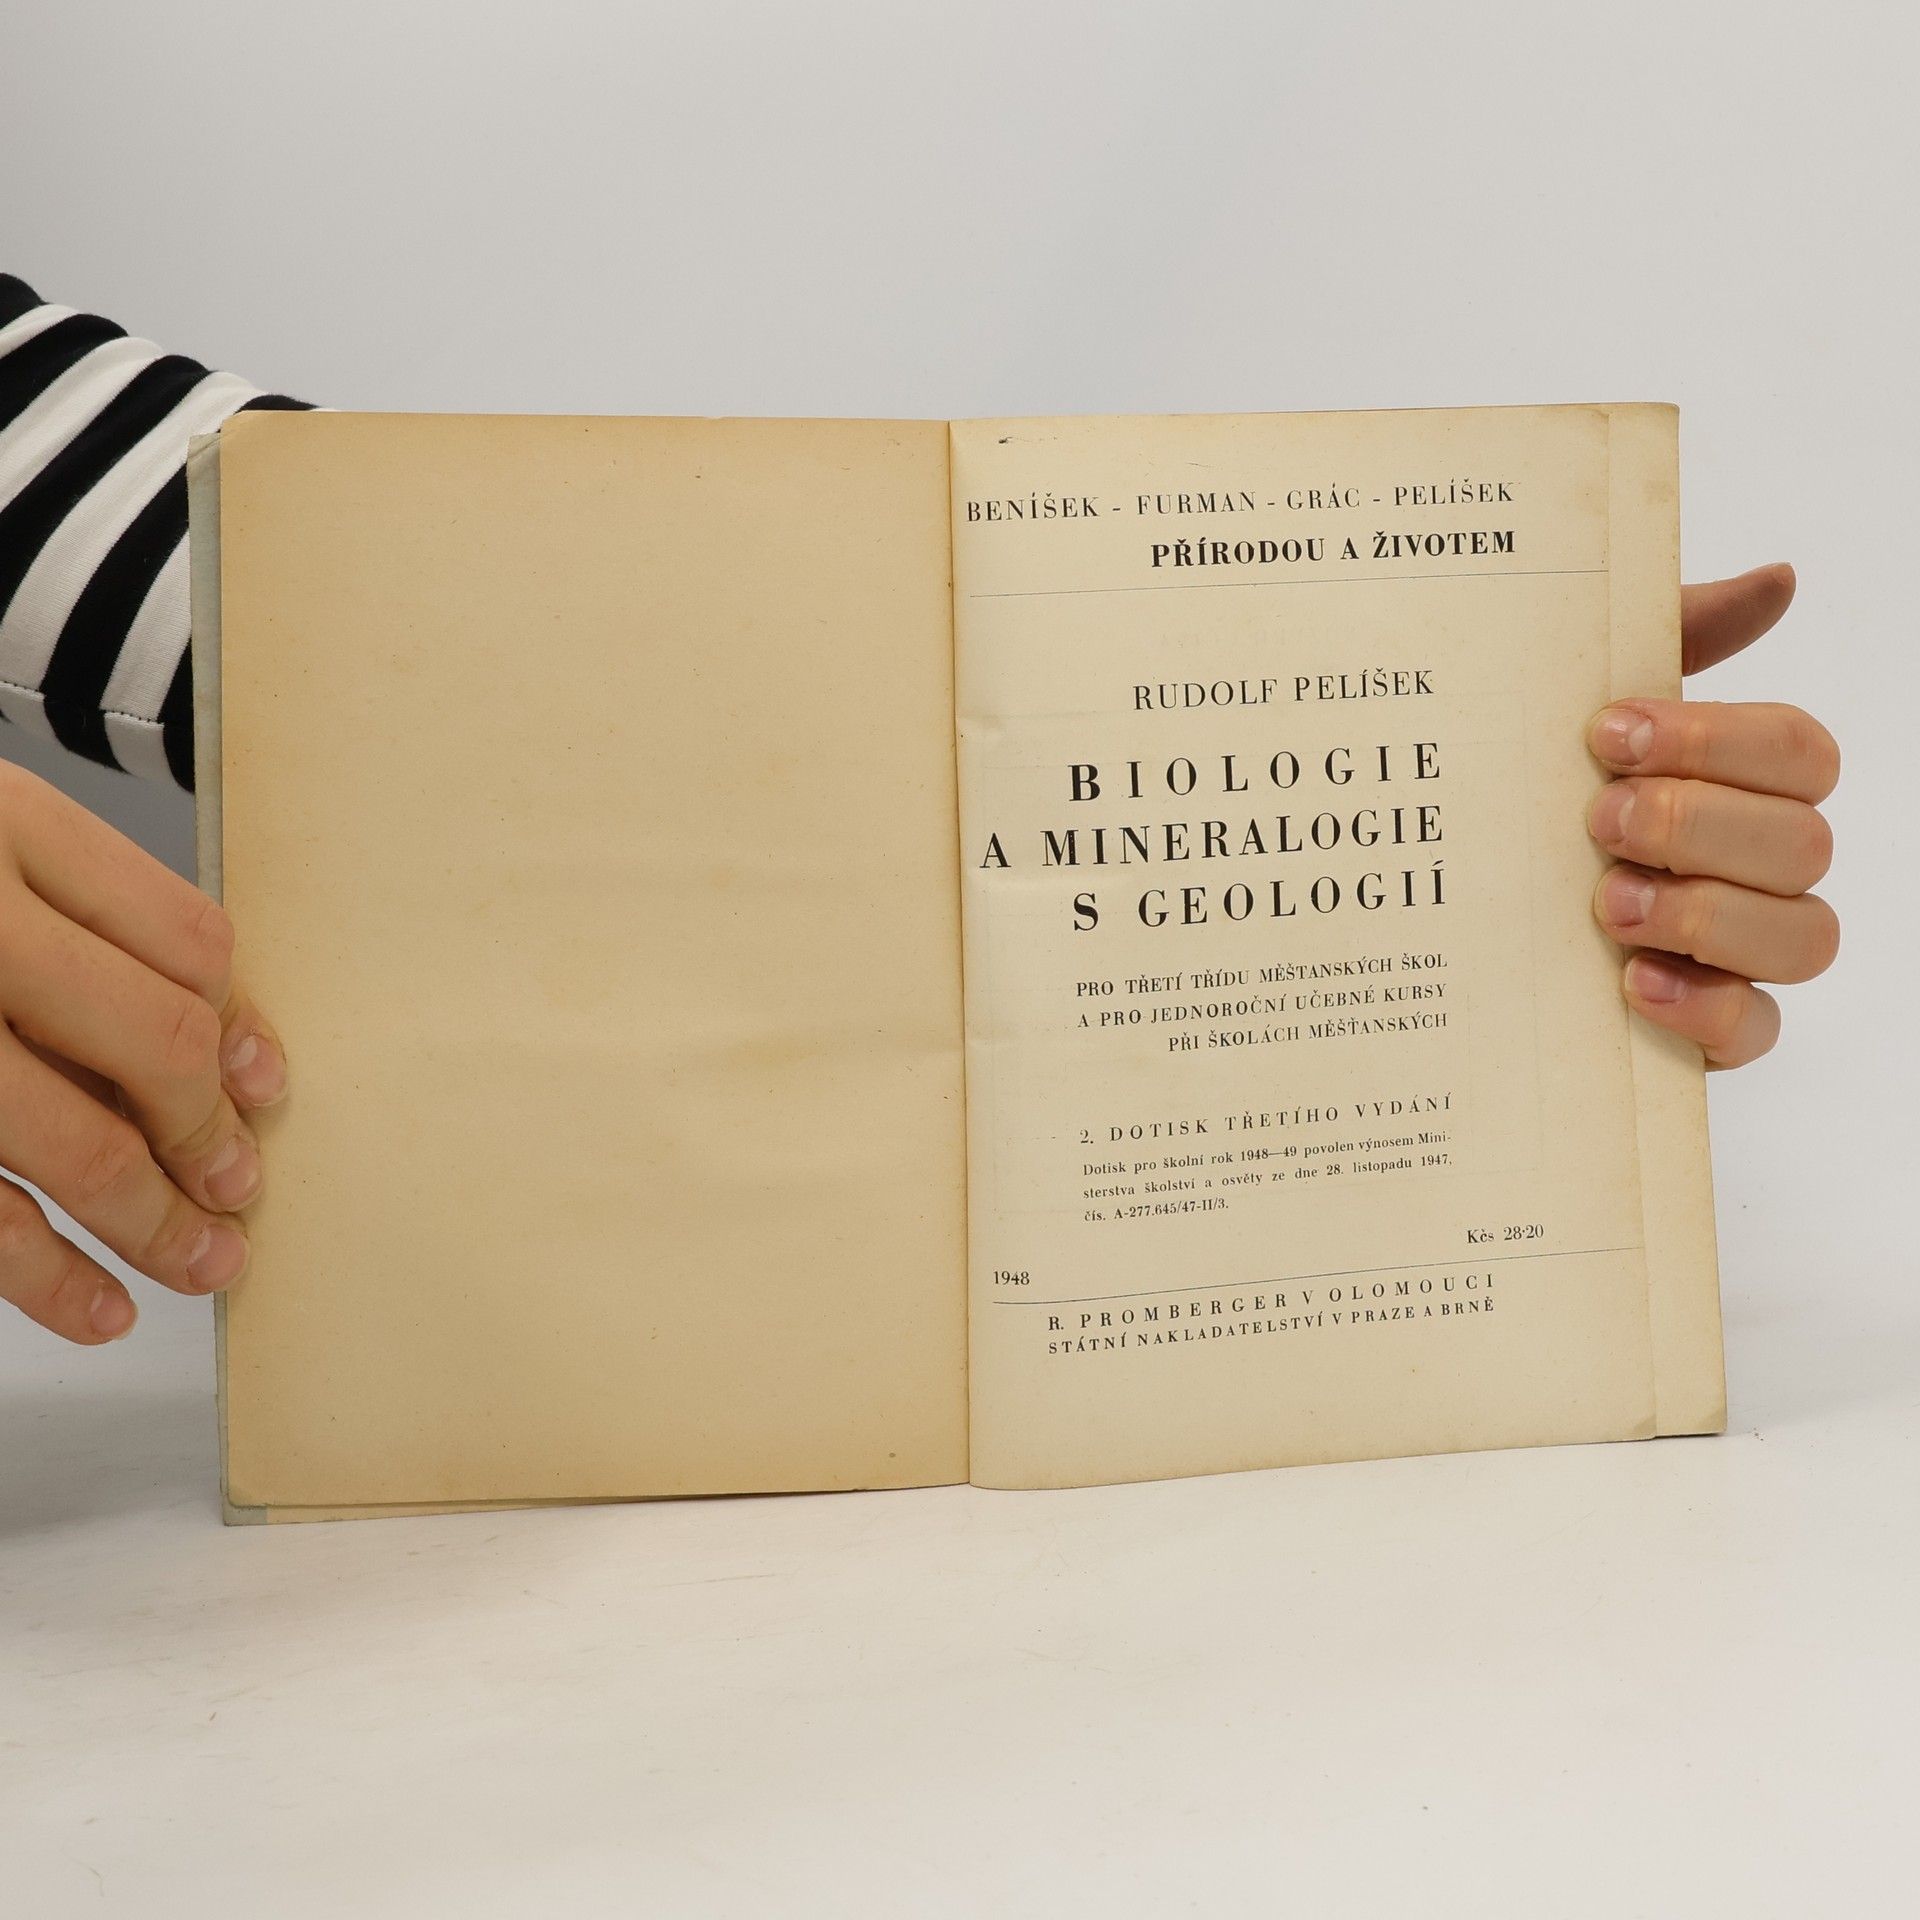 BENÍŠEK - FURMAN - GRÁC - PELÍŠEK
PŘÍRODOU A ŽIVOTEM
RUDOLF PELÍŠEK
BIOLOGIE
A MINERALOGIE
S GEOLOGIÍ
PRO TŘETÍ TŘÍDU MĚŠTANSKÝCH ŠKOL
A PRO JEDNOROČNÍ UČEBNÉ KURSY
PŘI ŠKOLÁCH MĚŠŤANSKÝCH
2. DOTISK TŘETÍHO VYDÁNÍ
Dotisk pro školní rok 1948—49 povolen výnosem Mini-
sterstva školství a osvěty ze dne 28. listopadu 1947,
čís. A-277.645/47-II/3.
Kčs 28·20
1948
R. PROMBERGER V OLOMOUCI
STÁTNÍ NAKLADATELSTVÍ V PRAZE A BRNĚ